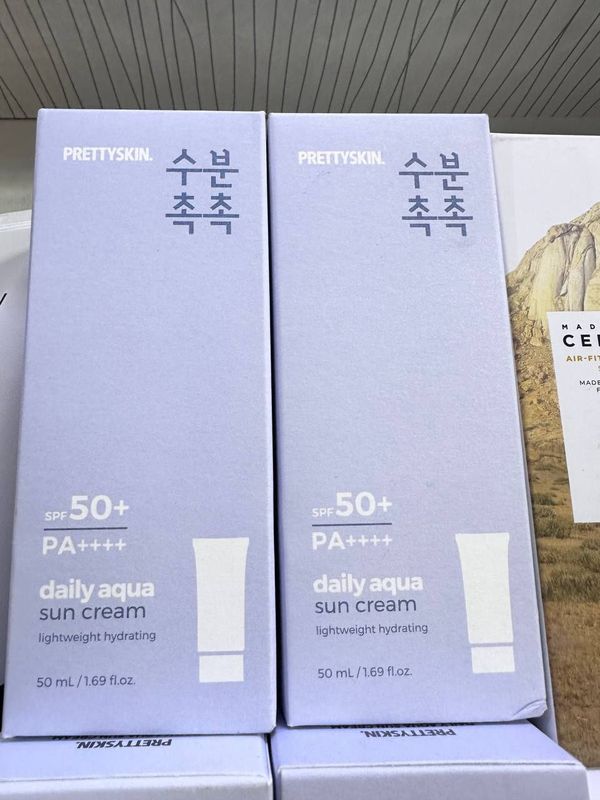 PRETTYSKIN.
수분
촉촉
SPF 50+
PA++++
daily aqua
sun cream
lightweight hydrating
50 mL / 1.69 fl.oz.
PRETTYSKIN.
수분
촉촉
SPF 50+
PA++++
daily aqua
sun cream
lightweight hydrating
50 mL / 1.69 fl.oz.
AIR-FIT
MADE
PRETTYSKIN.
PRETTYSKIN.